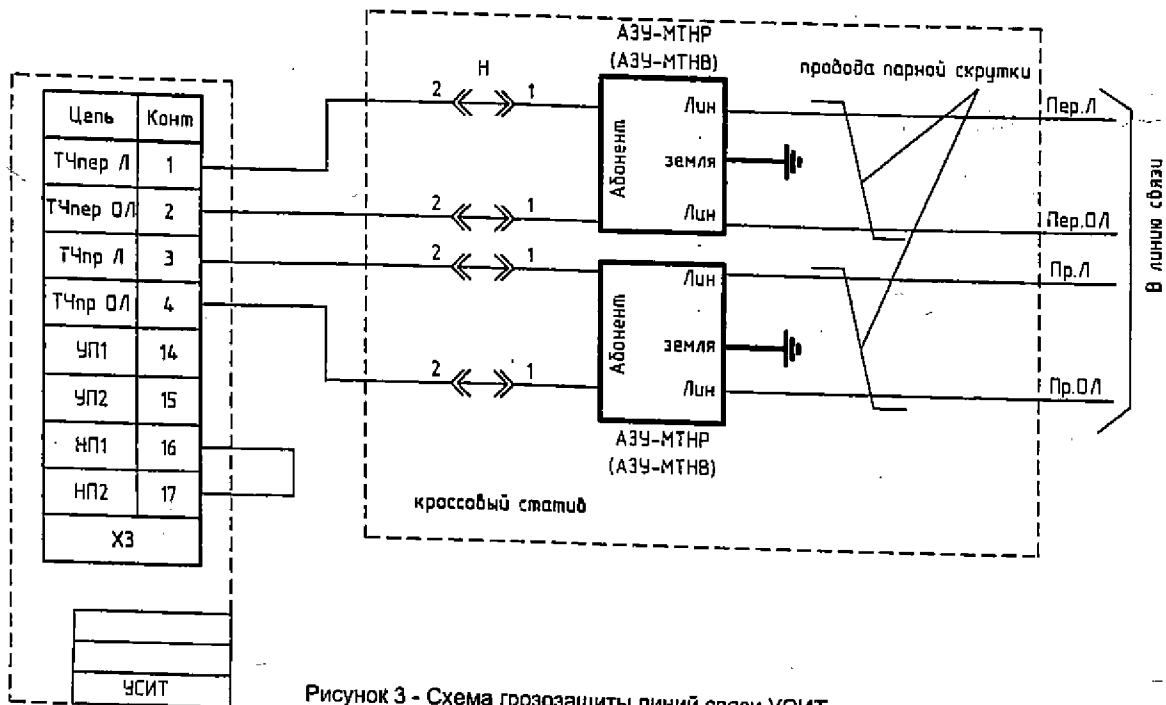 Цепь Конт
ТЧпер Л 1
ТЧпер ОЛ 2
ТЧпр Л 3
ТЧпр ОЛ 4
УП1 14
УП2 15
НП1 16
НП2 17
Х3
УСИТ
Н
2 1
2 1
2 1
2 1
АЗУ-МТНР
(АЗУ-МТНВ)
Абонент
Лин
земля
Лин
Абонент
Лин
земля
Лин
АЗУ-МТНР
(АЗУ-МТНВ)
кроссовый статив
провода парной скрутки
Пер.Л
Пер.ОЛ
Пр.Л
Пр.ОЛ
В линию связи
Рисунок 3 - Схема грозозащиты линий связи УСИТ